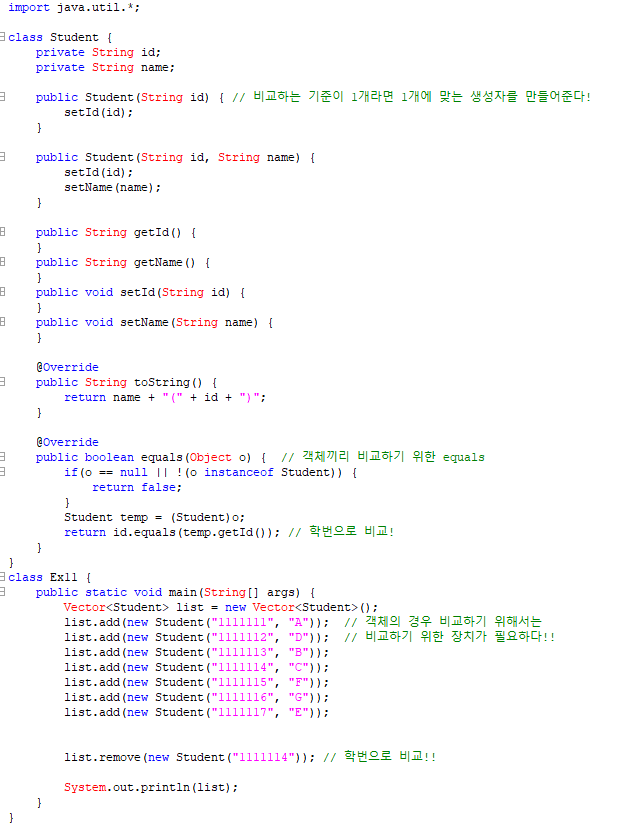 import java.util.*;
class Student {
    private String id;
    private String name;
    public Student(String id) { // 비교하는 기준이 1개라면 1개에 맞는 생성자를 만들어준다!
        setId(id);
    }
    public Student(String id, String name) {
        setId(id);
        setName(name);
    }
    public String getId() {
    }
    public String getName() {
    }
    public void setId(String id) {
    }
    public void setName(String name) {
    }
    @Override
    public String toString() {
        return name + "(" + id + ")";
    }
    @Override
    public boolean equals(Object o) {  // 객체끼리 비교하기 위한 equals
        if(o == null || !(o instanceof Student)) {
            return false;
        }
        Student temp = (Student)o;
        return id.equals(temp.getId()); // 학번으로 비교!
    }
}
class Ex11 {
    public static void main(String[] args) {
        Vector<Student> list = new Vector<Student>();
        list.add(new Student("1111111", "A"));  // 객체의 경우 비교하기 위해서는
        list.add(new Student("1111112", "D"));  // 비교하기 위한 장치가 필요하다!!
        list.add(new Student("1111113", "B"));
        list.add(new Student("1111114", "C"));
        list.add(new Student("1111115", "F"));
        list.add(new Student("1111116", "G"));
        list.add(new Student("1111117", "E"));
        list.remove(new Student("1111114")); // 학번으로 비교!!
        System.out.println(list);
    }
}